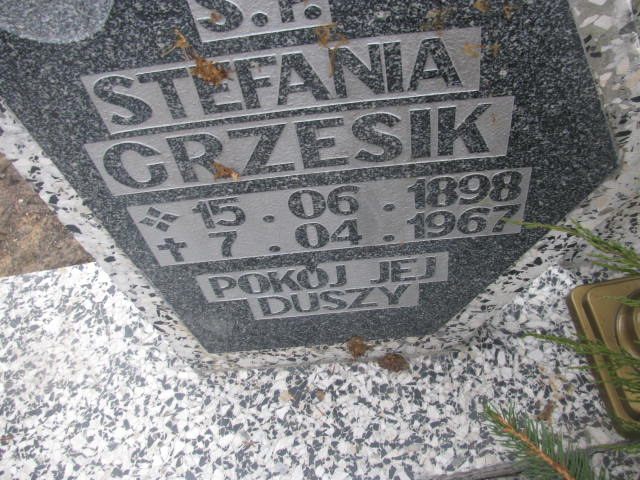 Ś.P.
STEFANIA
GRZESIK
15.06.1898
✝ 7.04.1967
POKÓJ JEJ
DUSZY